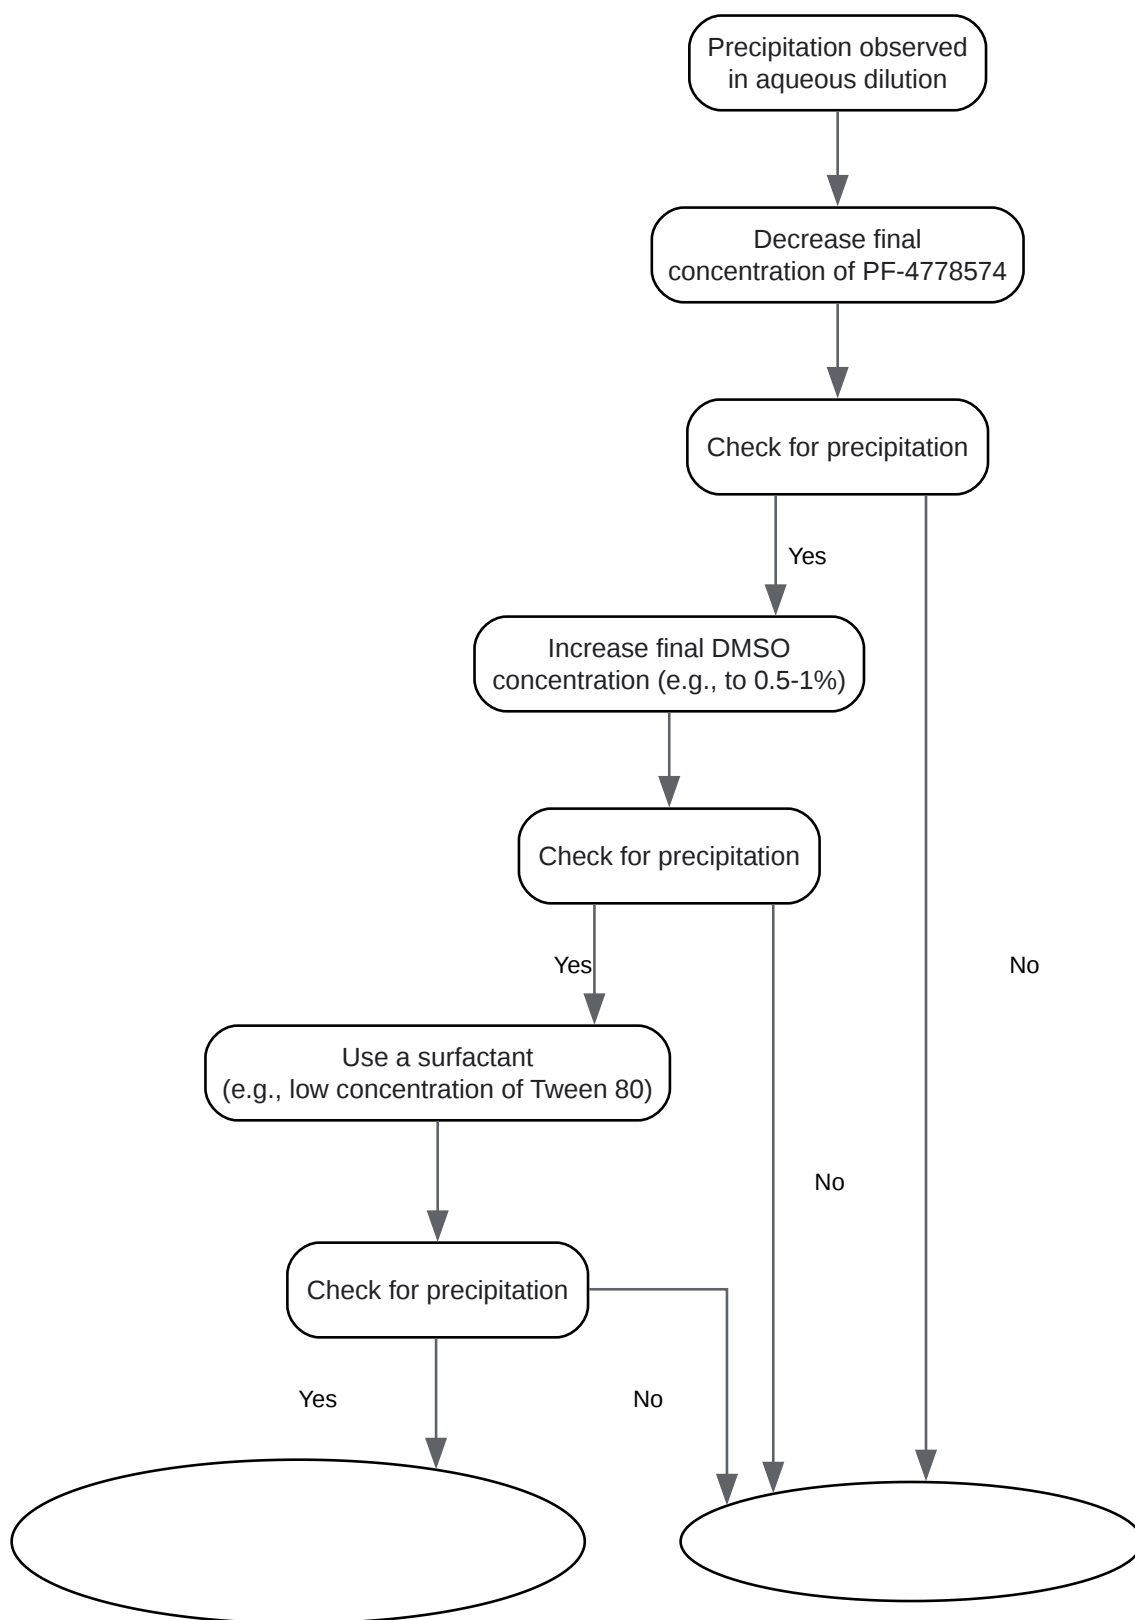 Precipitation observed
in aqueous dilution
Decrease final
concentration of PF-4778574
Check for precipitation
Yes
Increase final DMSO
concentration (e.g., to 0.5-1%)
Check for precipitation
Yes
No
Use a surfactant
(e.g., low concentration of Tween 80)
No
Check for precipitation
Yes
No